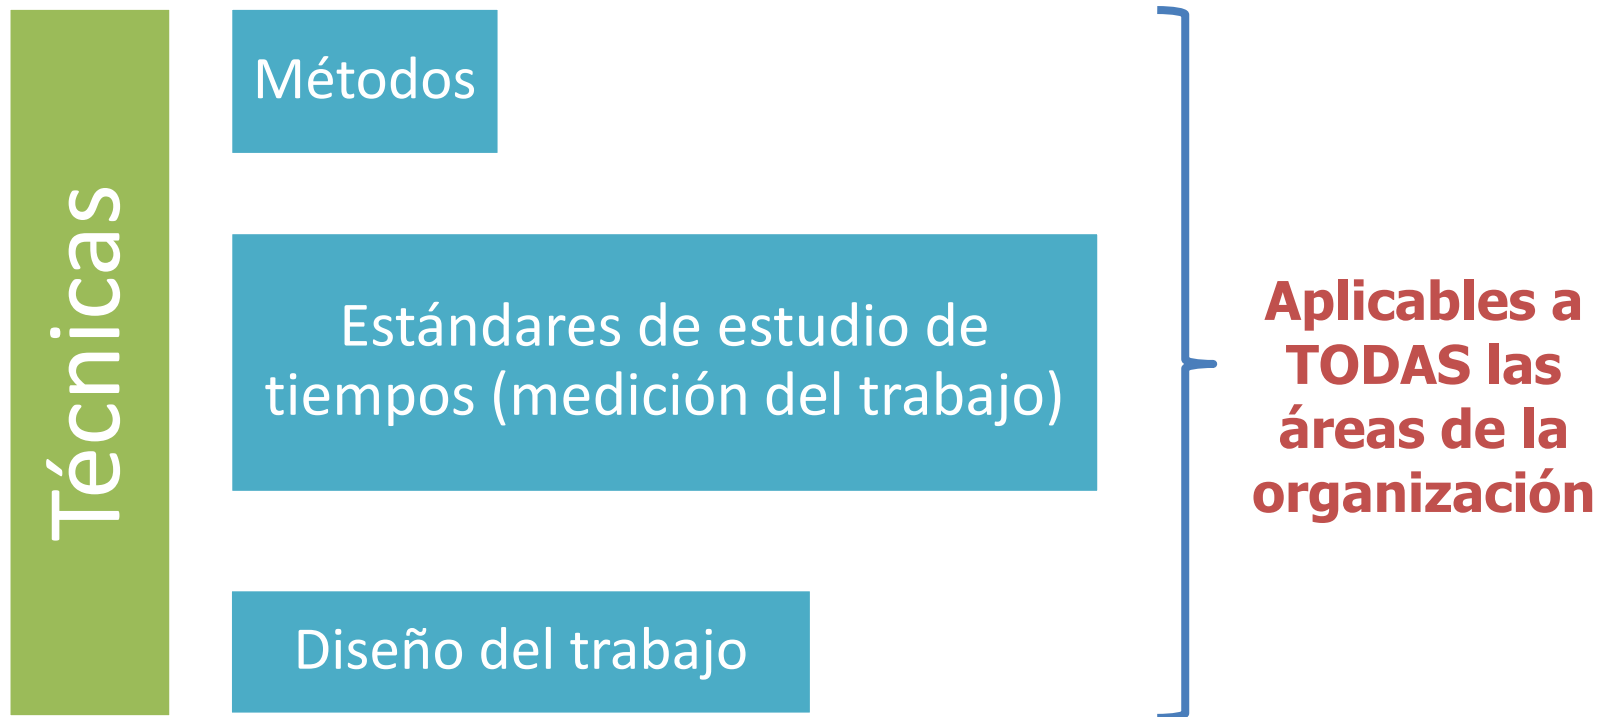 Técnicas
Métodos
Estándares de estudio de
tiempos (medición del trabajo)
Diseño del trabajo
Aplicables a
TODAS las
áreas de la
organización